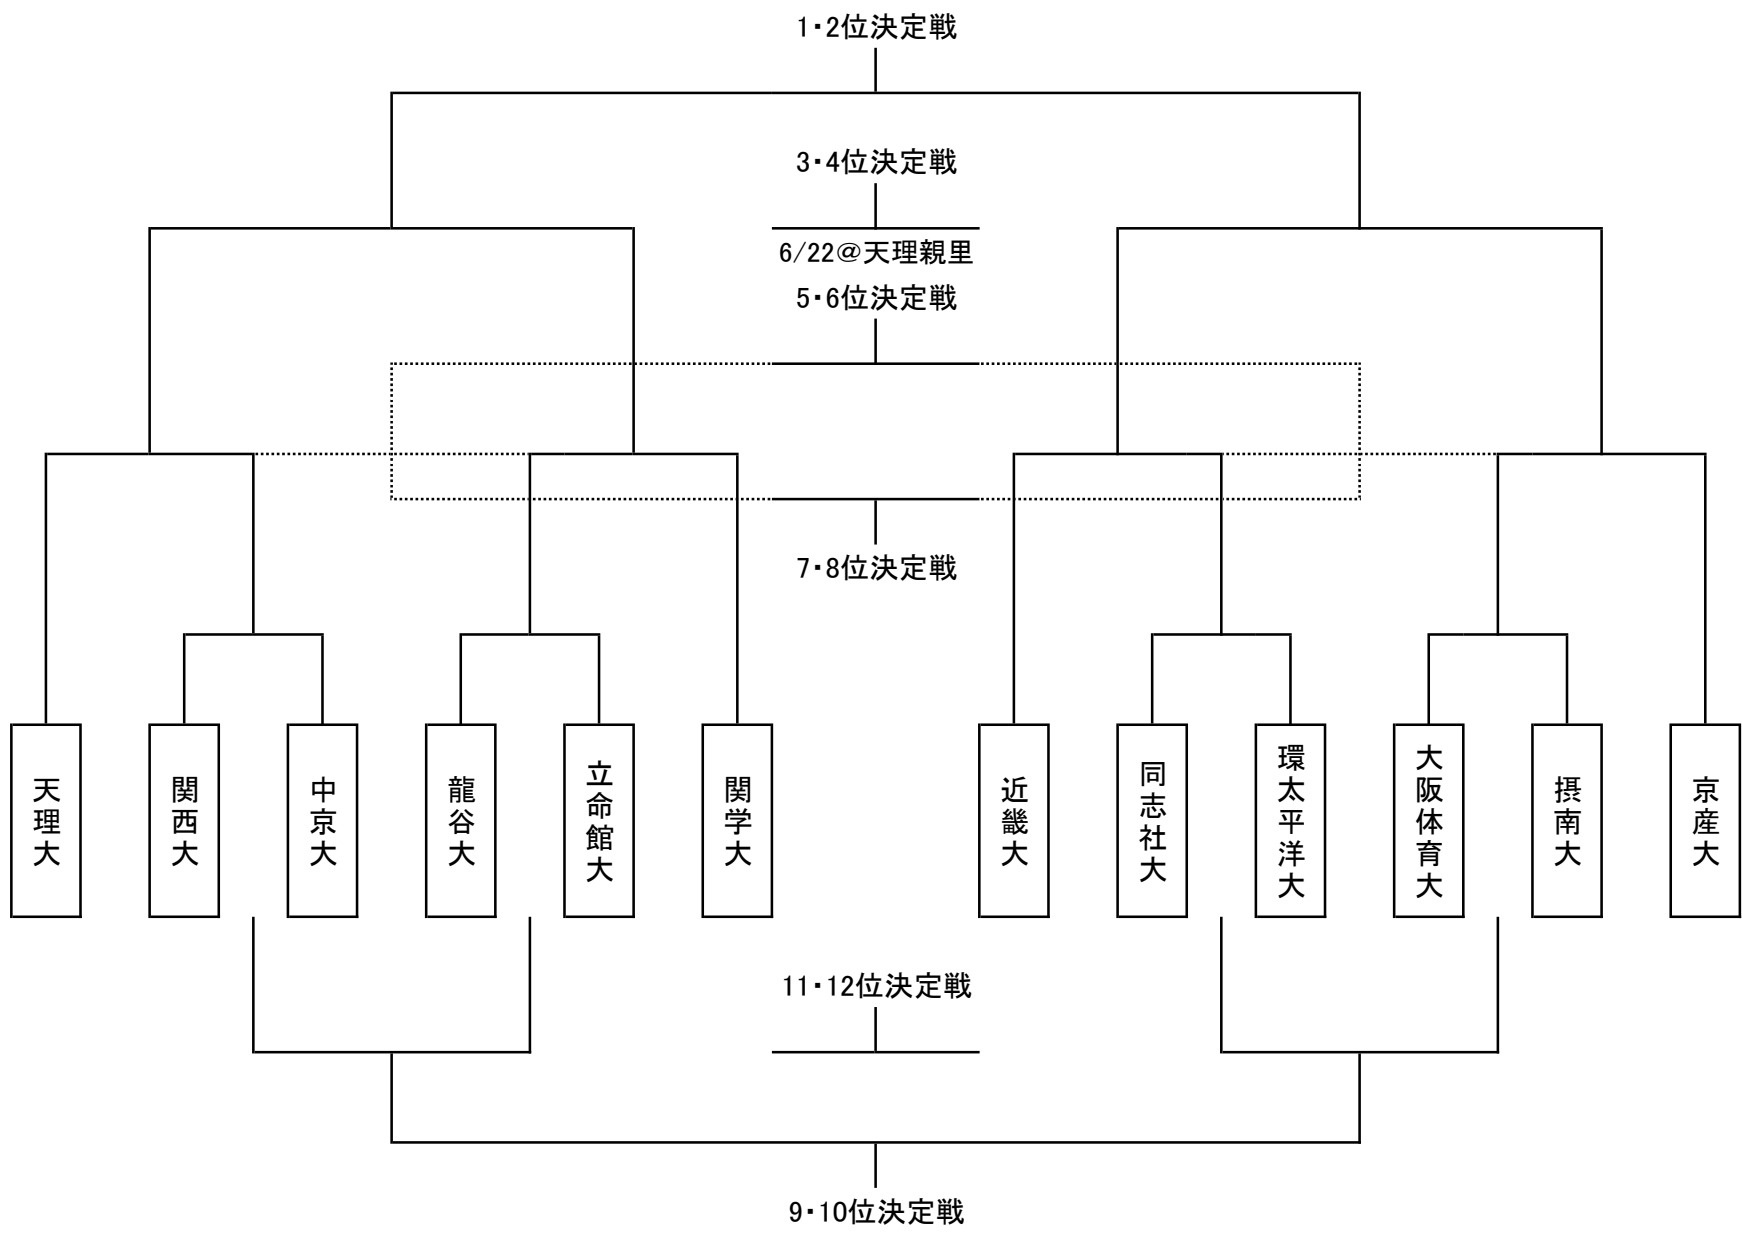 1・2位決定戦
3・4位決定戦
6/22@天理親里
5・6位決定戦
7・8位決定戦
天理大
関西大
中京大
龍谷大
立命館大
関学大
近畿大
同志社大
環太平洋大
大阪体育大
摂南大
京産大
11・12位決定戦
9・10位決定戦